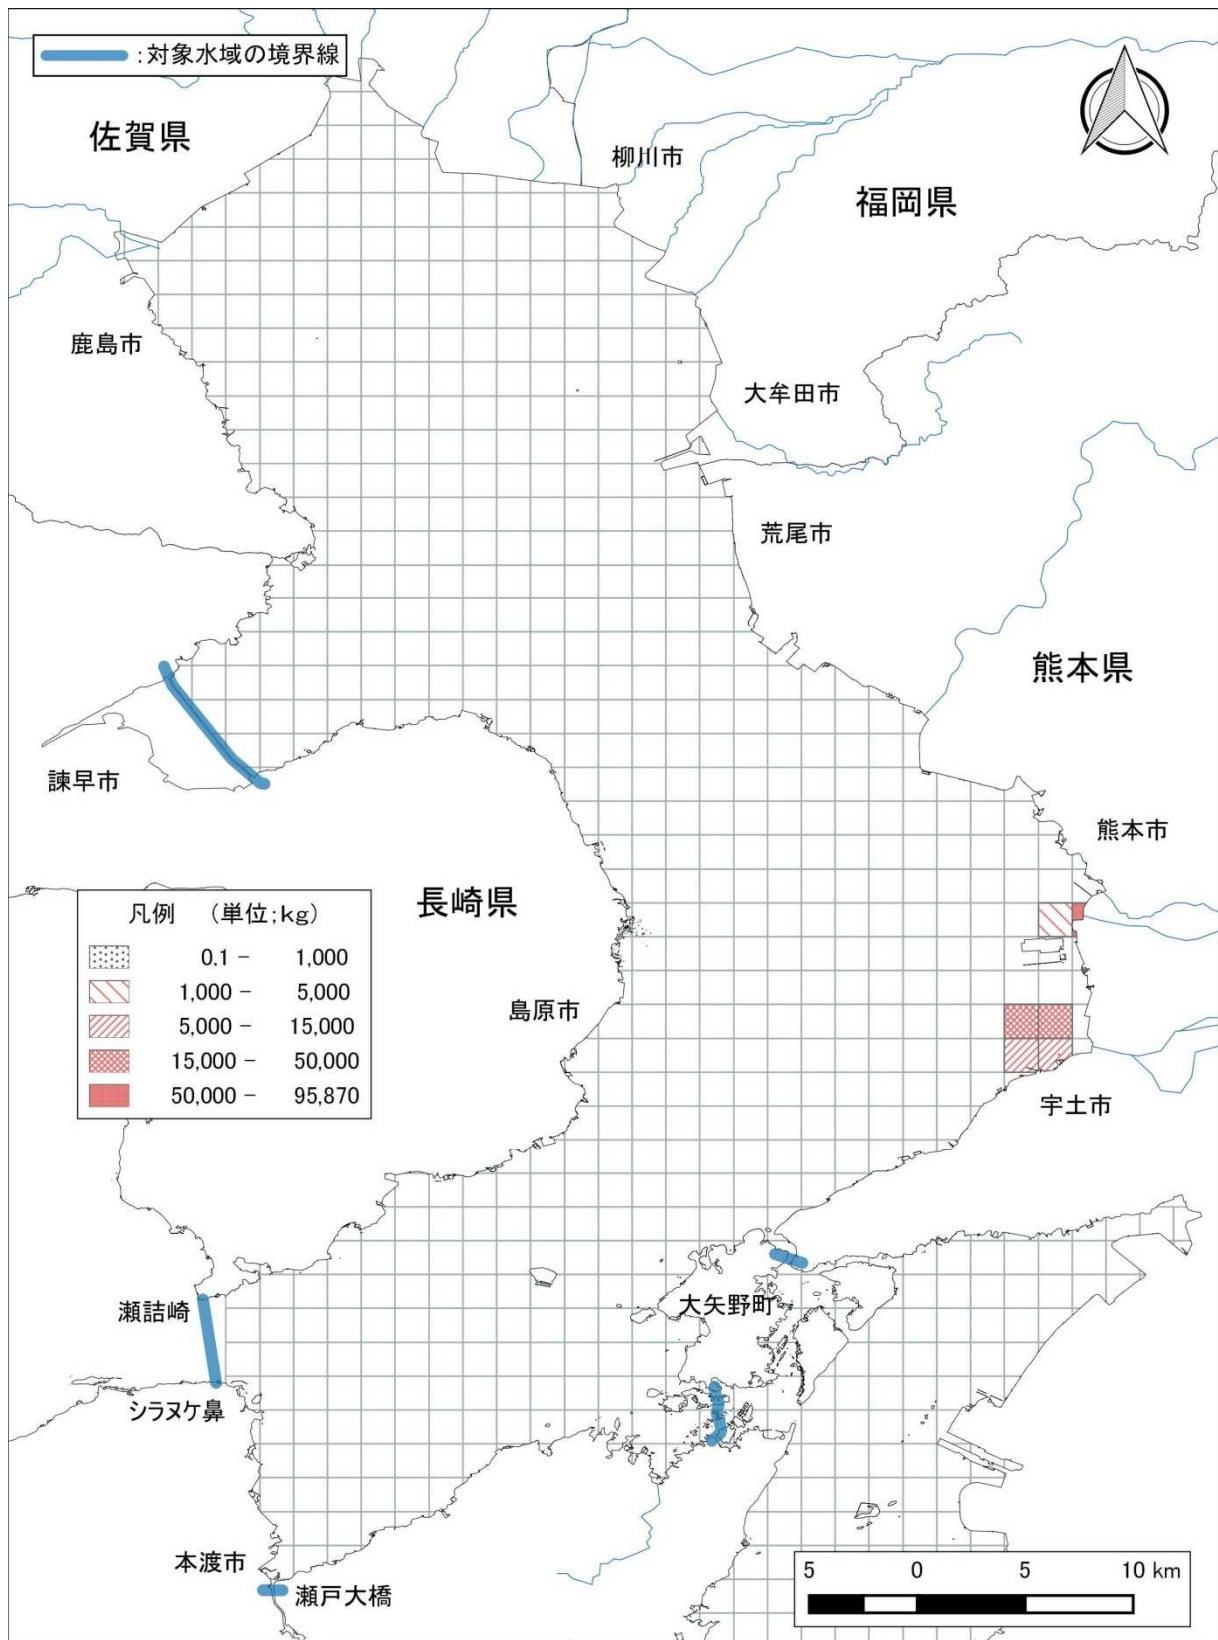 :対象水域の境界線
佐賀県
柳川市
福岡県
鹿島市
大牟田市
荒尾市
熊本県
諫早市
熊本市
長崎県
凡例 (単位;kg)
0.1 - 1,000
1,000 - 5,000
5,000 - 15,000
15,000 - 50,000
50,000 - 95,870
島原市
宇土市
大矢野町
瀬詰崎
シラヌケ鼻
本渡市
瀬戸大橋
5 0 5 10 km